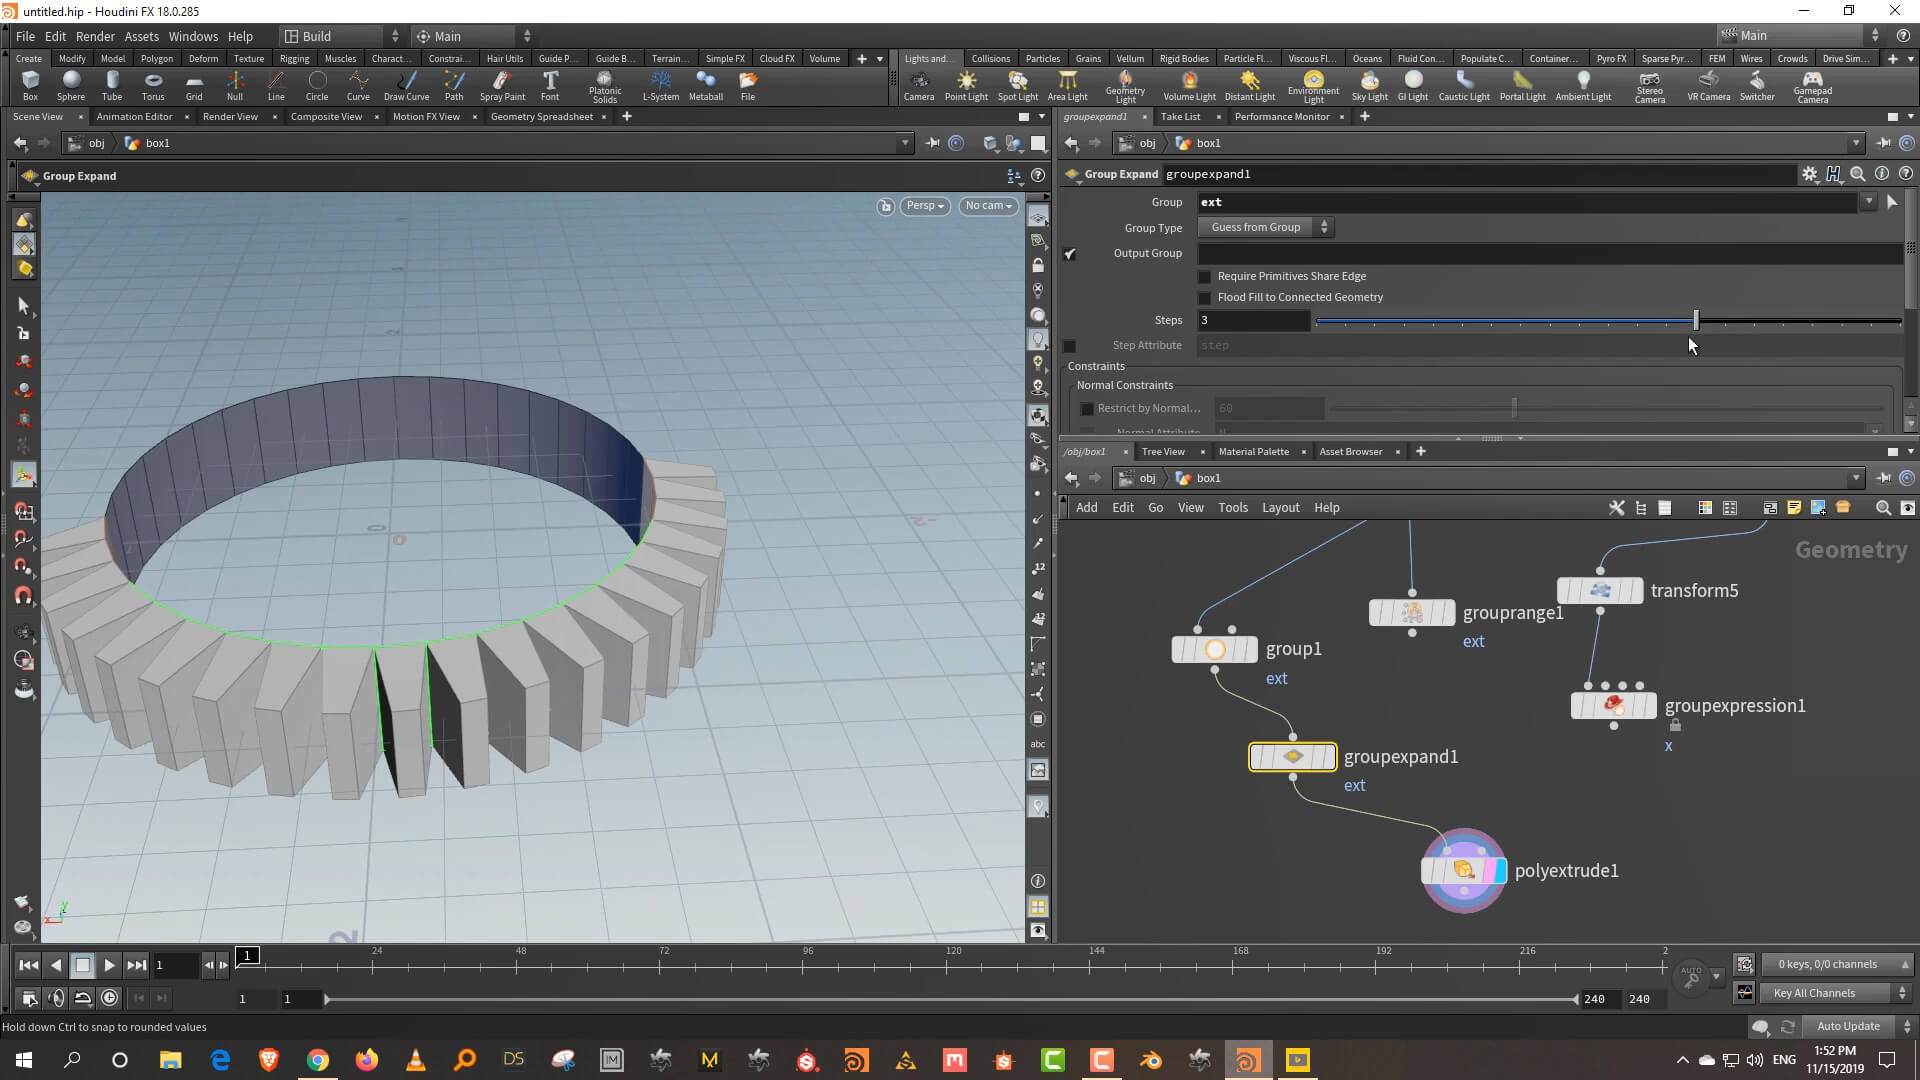 untitled.hip - Houdini FX 18.0.285
File Edit Render Assets Windows Help Build Main Main
Create Modify Model Polygon Deform Texture Rigging Muscles Charact... Constrai... Hair Utils Guide P... Guide B... Terrain... Simple FX Cloud FX Volume
Lights and... Collisions Particles Grains Vellum Rigid Bodies Particle Fl... Viscous Fl... Oceans Fluid Con... Populate C... Container... Pyro FX Sparse Pyr... FEM Wires Crowds Drive Sim...
Box Sphere Tube Torus Grid Null Line Circle Curve Draw Curve Path Spray Paint Font Platonic Solids L-System Metaball File
Camera Point Light Spot Light Area Light Geometry Light Volume Light Distant Light Environment Light Sky Light GI Light Caustic Light Portal Light Ambient Light Stereo Camera VR Camera Switcher Gamepad Camera
Scene View Animation Editor Render View Composite View Motion FX View Geometry Spreadsheet
groupexpand1 Take List Performance Monitor
obj box1
obj box1
Group Expand
Group Expand groupexpand1
Persp No cam
Group ext
Group Type Guess from Group
Output Group
Require Primitives Share Edge
Flood Fill to Connected Geometry
Steps 3
Step Attribute step
Constraints
Normal Constraints
Restrict by Normal... 60
Normal Attribute N
/obj/box1 Tree View Material Palette Asset Browser
obj box1
Add Edit Go View Tools Layout Help
Geometry
transform5
grouprange1
ext
group1
ext
groupexpression1
x
groupexpand1
ext
polyextrude1
12
12
abc
0
2
y
x
1 1 24 48 72 96 120 144 168 192 216 2
AUTO
0 keys, 0/0 channels
1 1 240 240
Key All Channels
Hold down Ctrl to snap to rounded values
Auto Update
DS M M
ENG
1:52 PM
11/15/2019